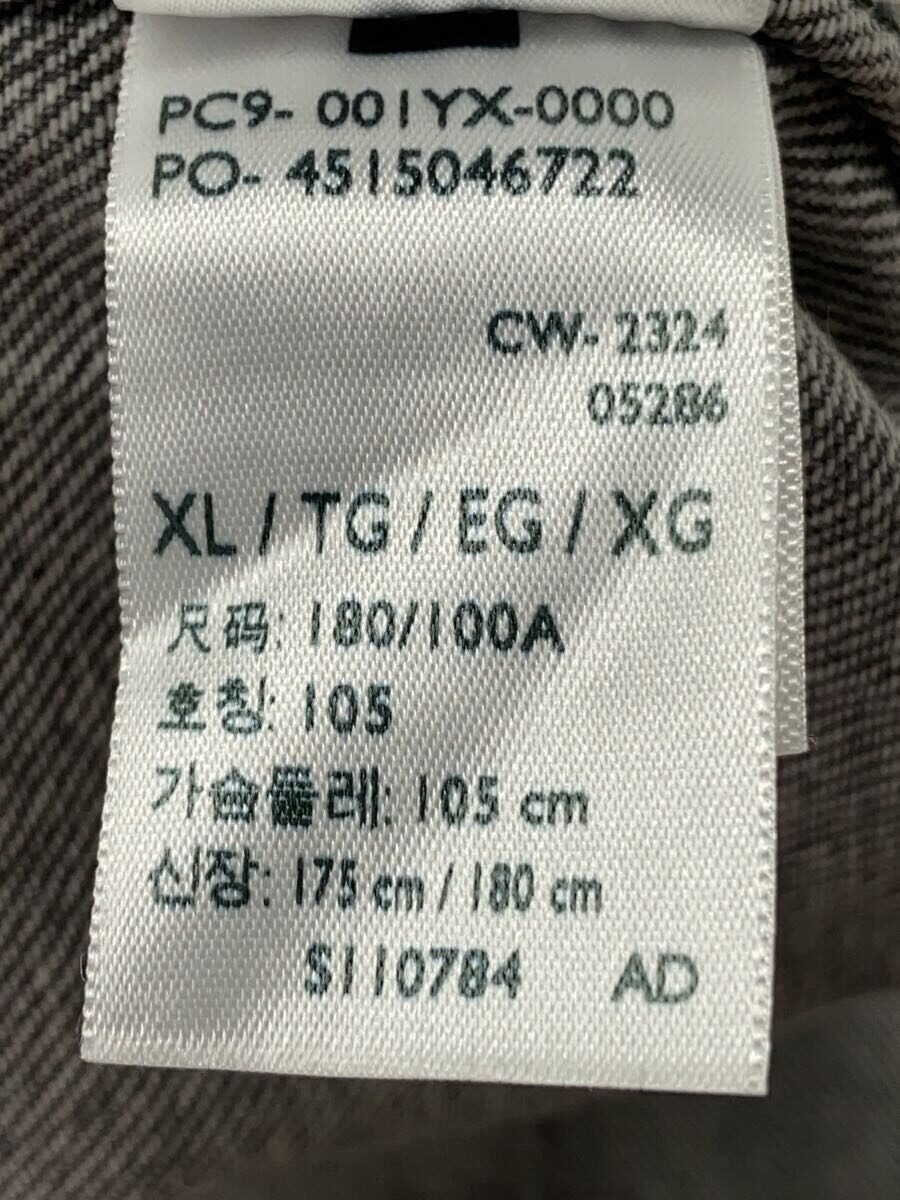 PC9- 001YX-0000
PO- 4515046722
CW- 2324
05286
XL / TG / EG / XG
尺码: 180/100A
호칭: 105
가슴둘레: 105 cm
신장: 175 cm / 180 cm
S110784 AD